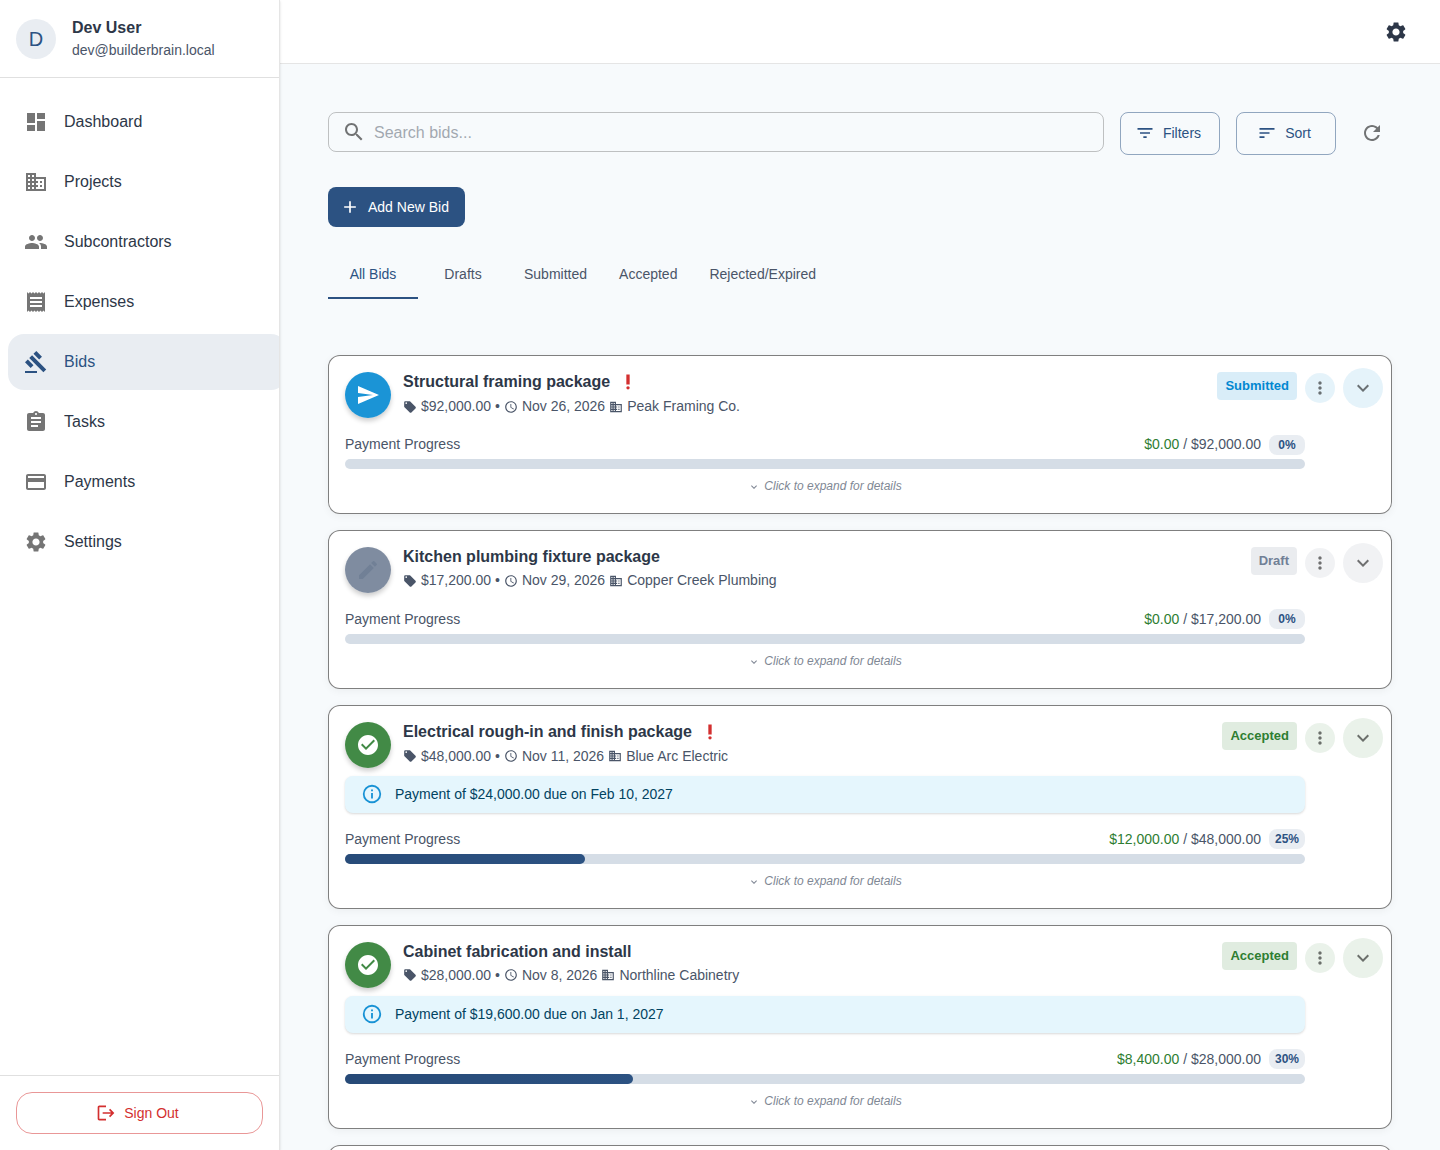 D
Dev User
dev@builderbrain.local
Dashboard
Projects
Subcontractors
Expenses
Bids
Tasks
Payments
Settings
Sign Out
Search bids...
Filters
Sort
Add New Bid
All Bids
Drafts
Submitted
Accepted
Rejected/Expired
Structural framing package
Submitted
$92,000.00 • Nov 26, 2026 Peak Framing Co.
Payment Progress
$0.00 / $92,000.00 0%
Click to expand for details
Kitchen plumbing fixture package
Draft
$17,200.00 • Nov 29, 2026 Copper Creek Plumbing
Payment Progress
$0.00 / $17,200.00 0%
Click to expand for details
Electrical rough-in and finish package
Accepted
$48,000.00 • Nov 11, 2026 Blue Arc Electric
Payment of $24,000.00 due on Feb 10, 2027
Payment Progress
$12,000.00 / $48,000.00 25%
Click to expand for details
Cabinet fabrication and install
Accepted
$28,000.00 • Nov 8, 2026 Northline Cabinetry
Payment of $19,600.00 due on Jan 1, 2027
Payment Progress
$8,400.00 / $28,000.00 30%
Click to expand for details